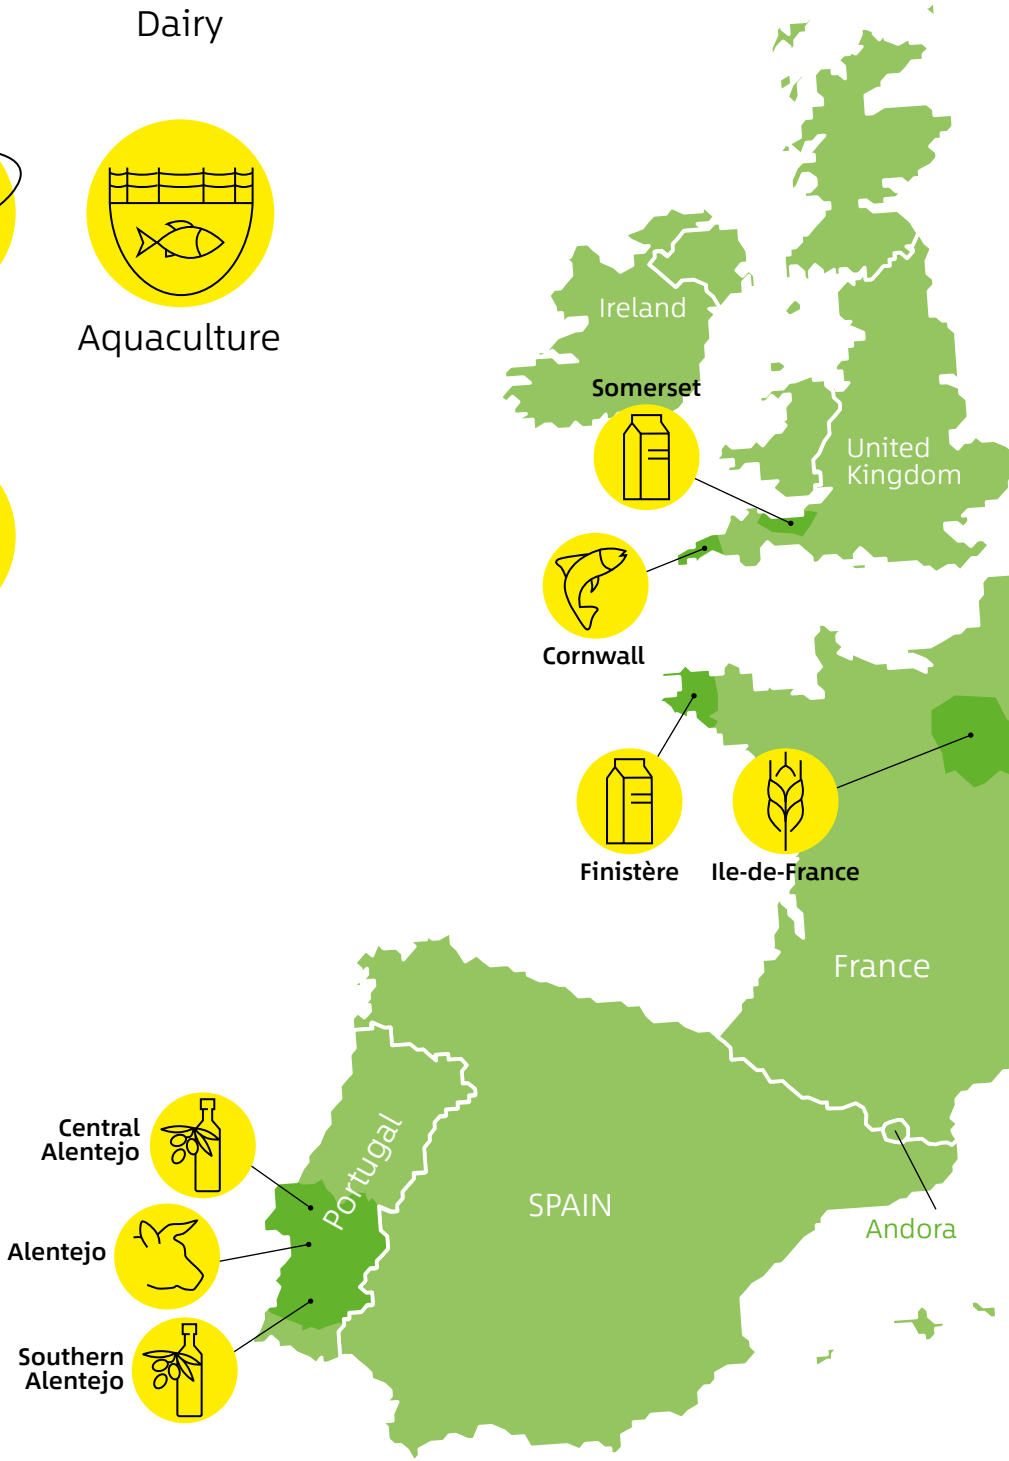 Dairy
Aquaculture
Ireland
Somerset
United
Kingdom
Cornwall
Finistère
Ile-de-France
France
Central
Alentejo
Portugal
SPAIN
Andora
Alentejo
Southern
Alentejo